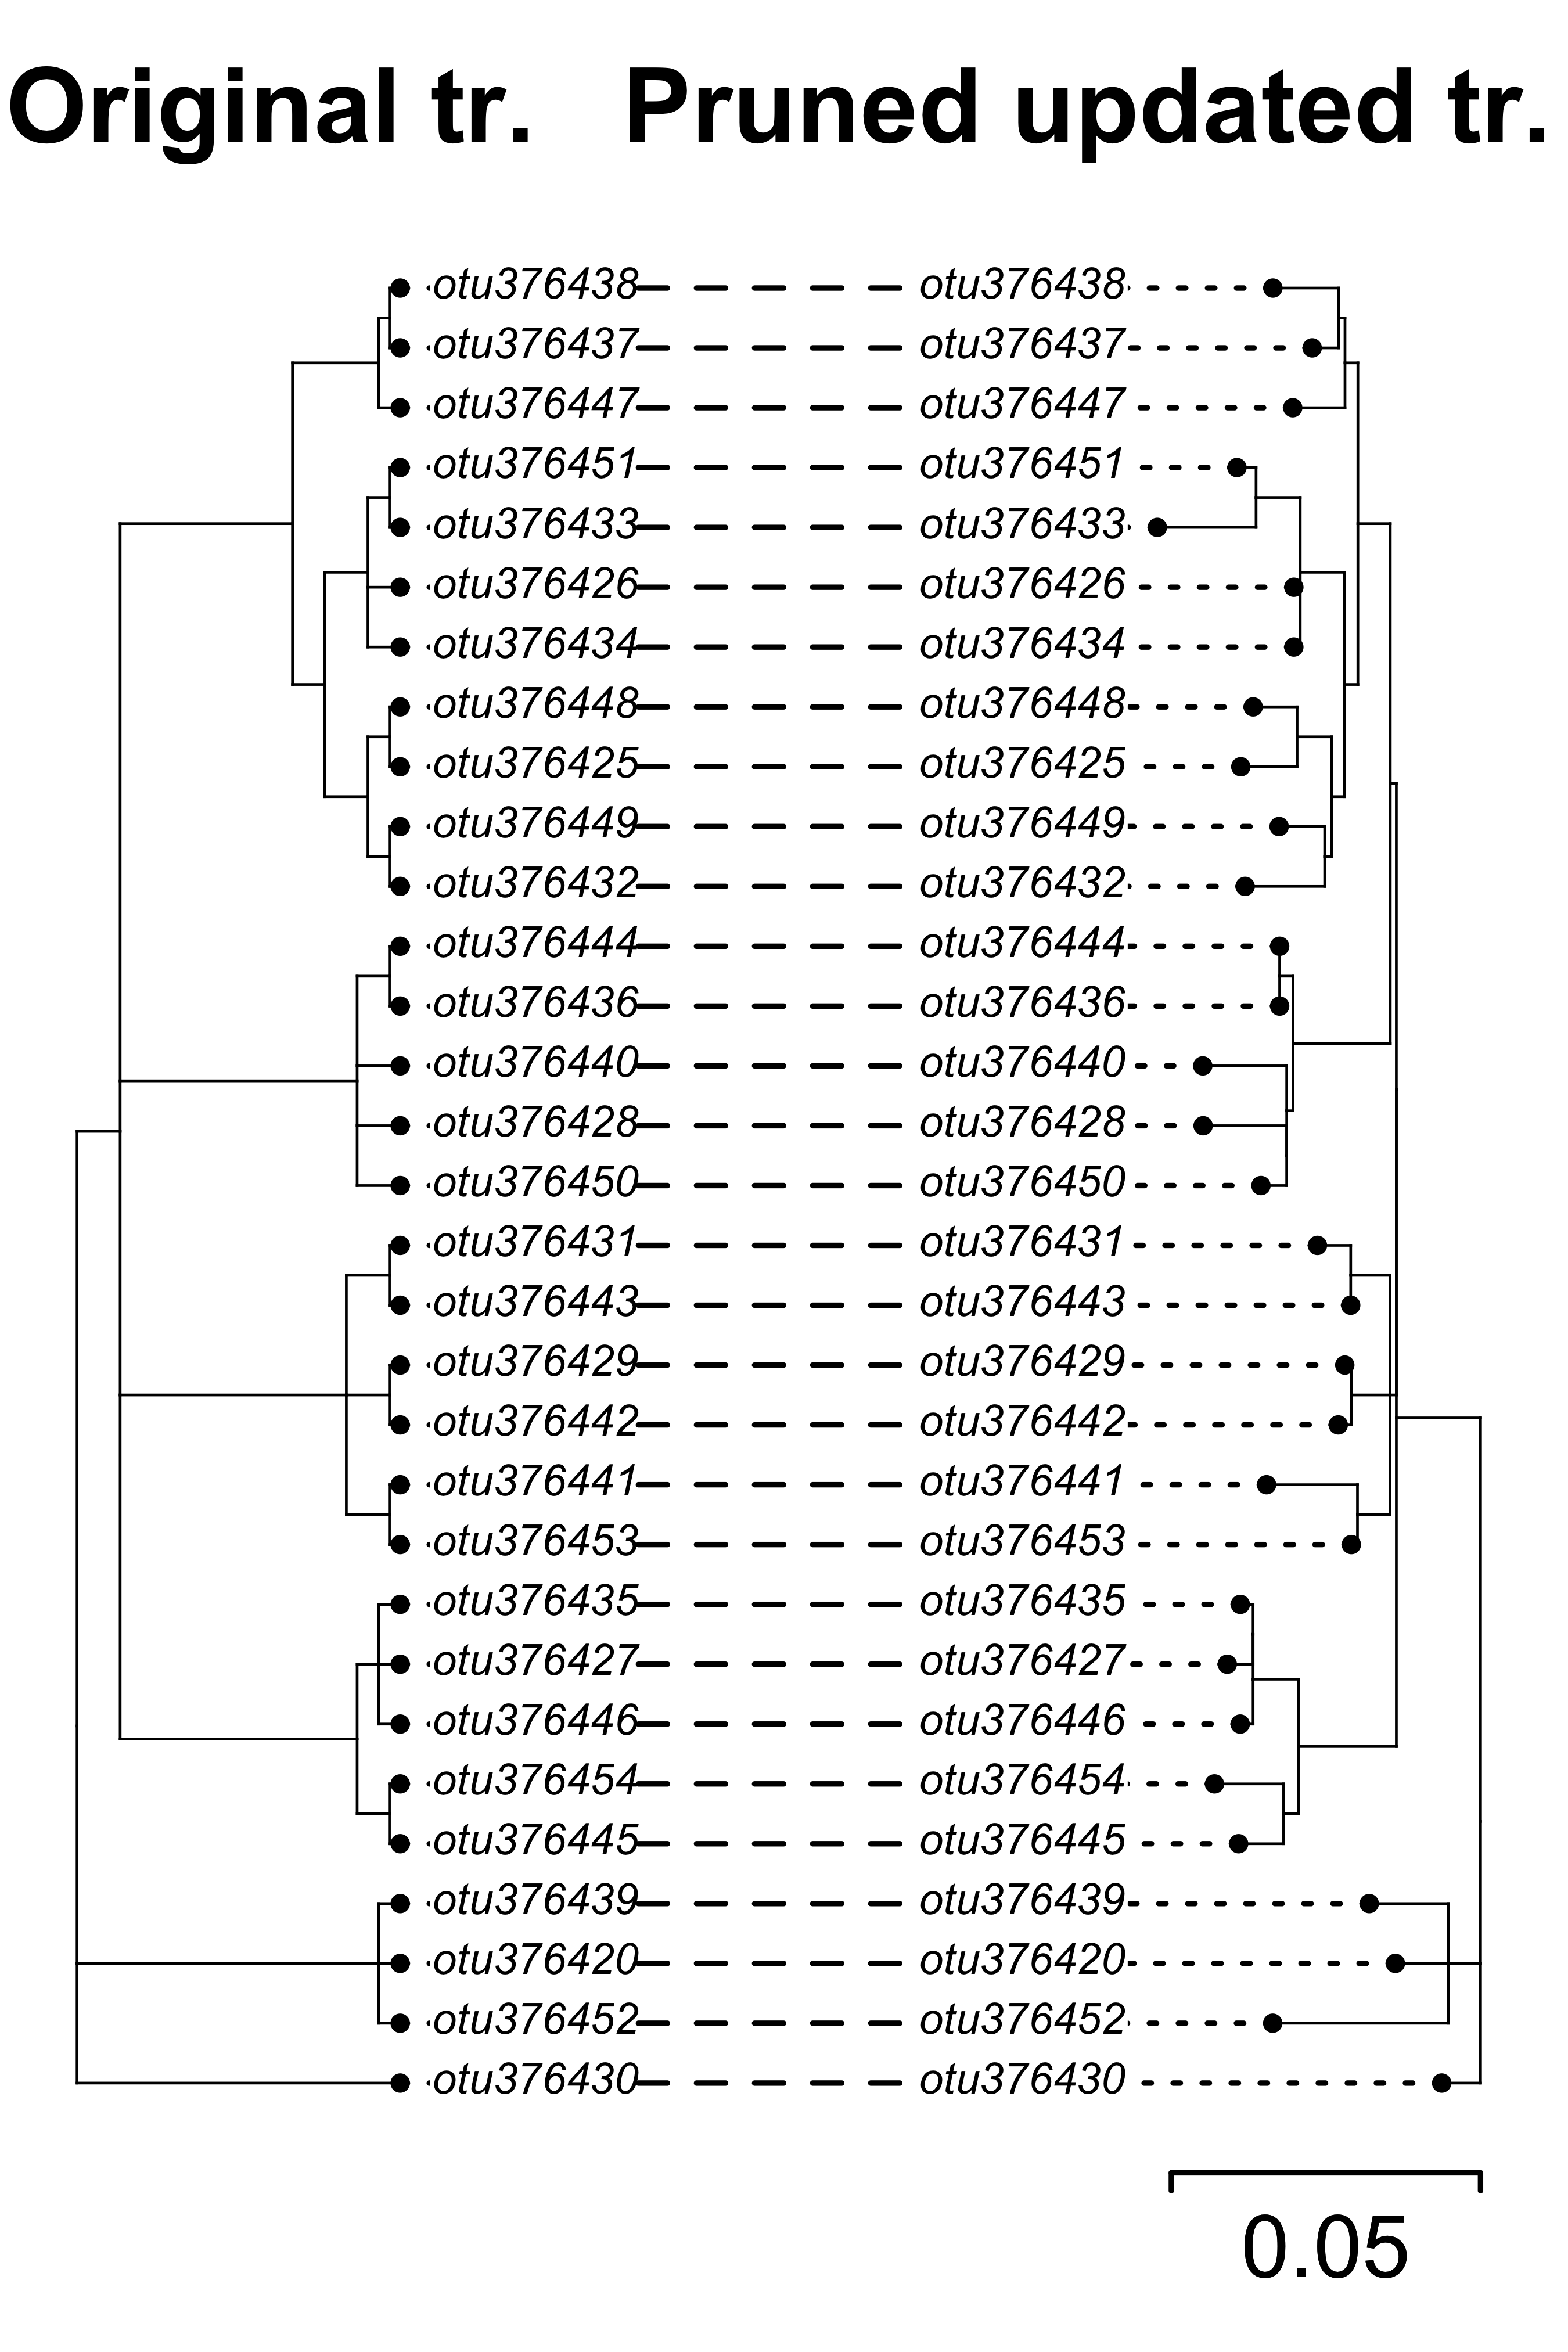 Original tr. Pruned updated tr.
otu376438 otu376438
otu376437 otu376437
otu376447 otu376447
otu376451 otu376451
otu376433 otu376433
otu376426 otu376426
otu376434 otu376434
otu376448 otu376448
otu376425 otu376425
otu376449 otu376449
otu376432 otu376432
otu376444 otu376444
otu376436 otu376436
otu376440 otu376440
otu376428 otu376428
otu376450 otu376450
otu376431 otu376431
otu376443 otu376443
otu376429 otu376429
otu376442 otu376442
otu376441 otu376441
otu376453 otu376453
otu376435 otu376435
otu376427 otu376427
otu376446 otu376446
otu376454 otu376454
otu376445 otu376445
otu376439 otu376439
otu376420 otu376420
otu376452 otu376452
otu376430 otu376430
0.05